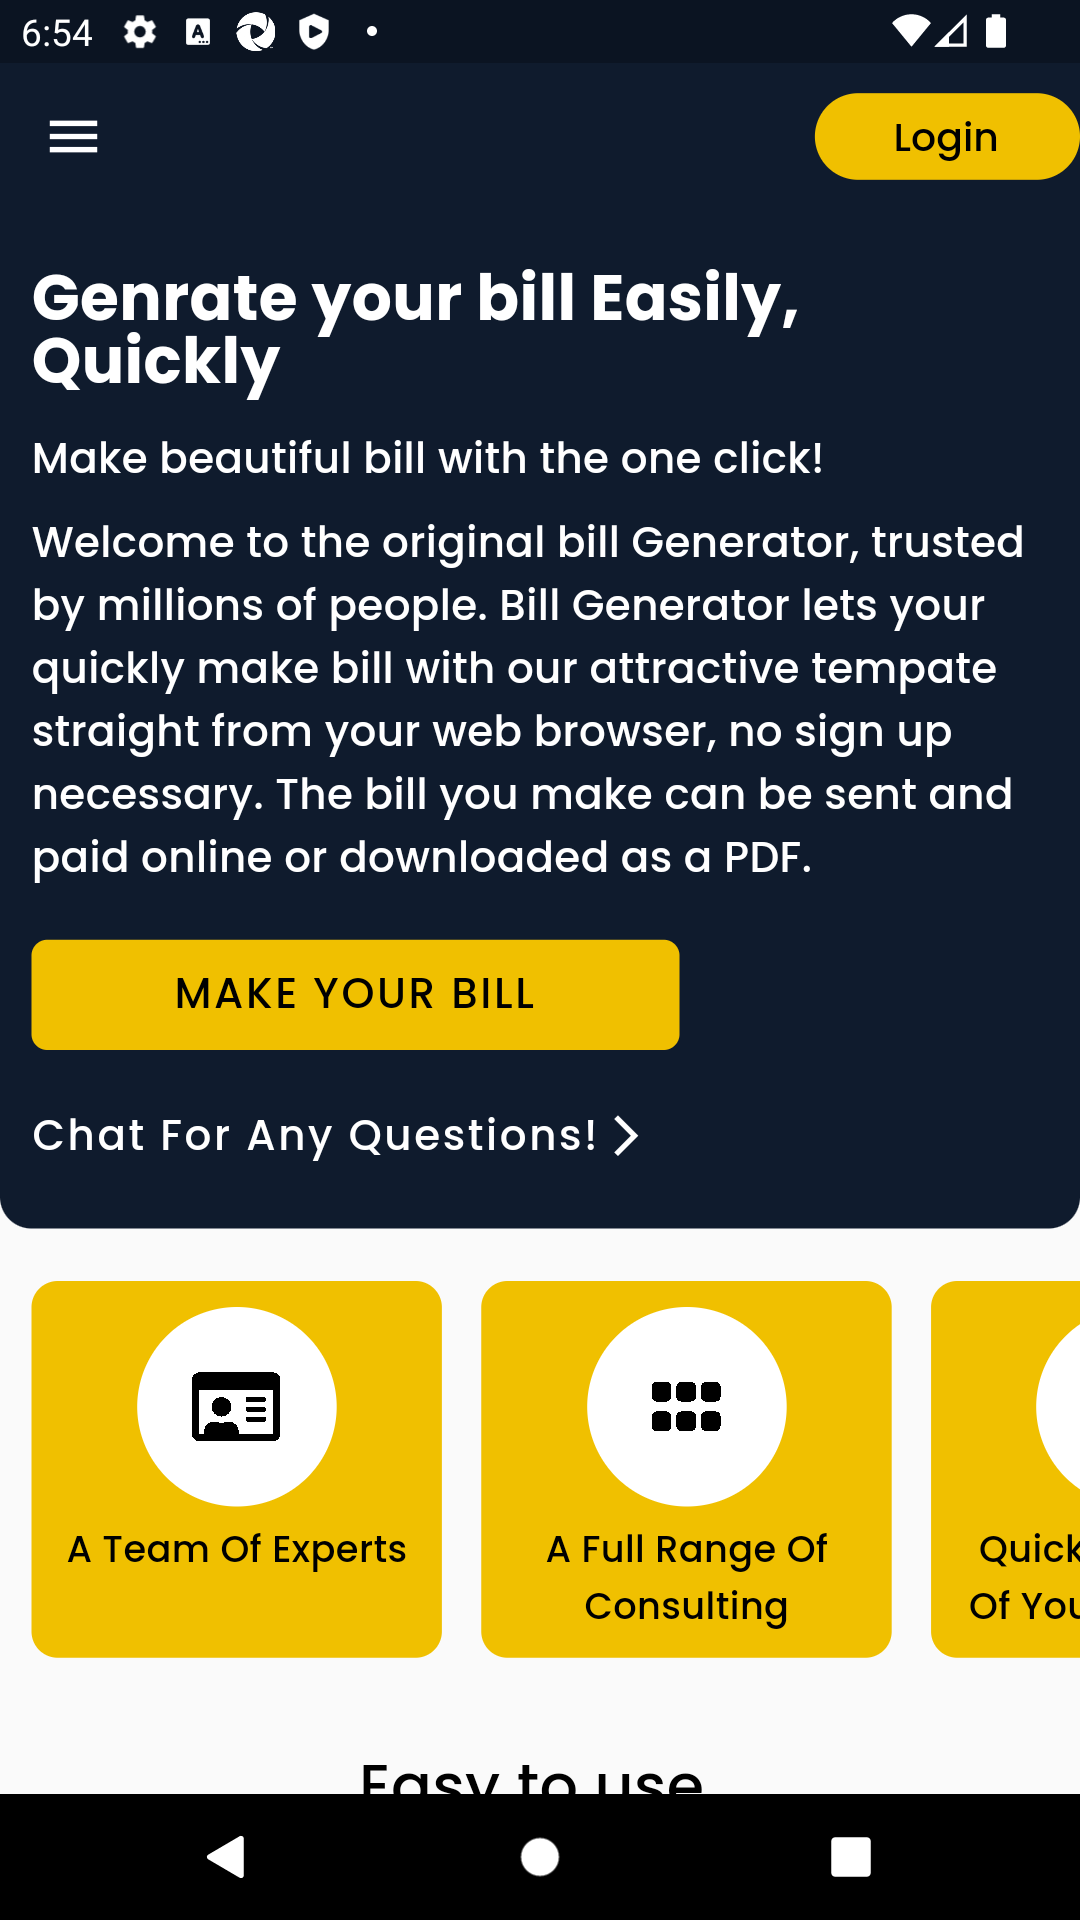 6:54
Login
Genrate your bill Easily,
Quickly
Make beautiful bill with the one click!
Welcome to the original bill Generator, trusted
by millions of people. Bill Generator lets your
quickly make bill with our attractive tempate
straight from your web browser, no sign up
necessary. The bill you make can be sent and
paid online or downloaded as a PDF.
MAKE YOUR BILL
Chat For Any Questions!
A Team Of Experts
A Full Range Of
Consulting
Quick
Of You
Easy to use